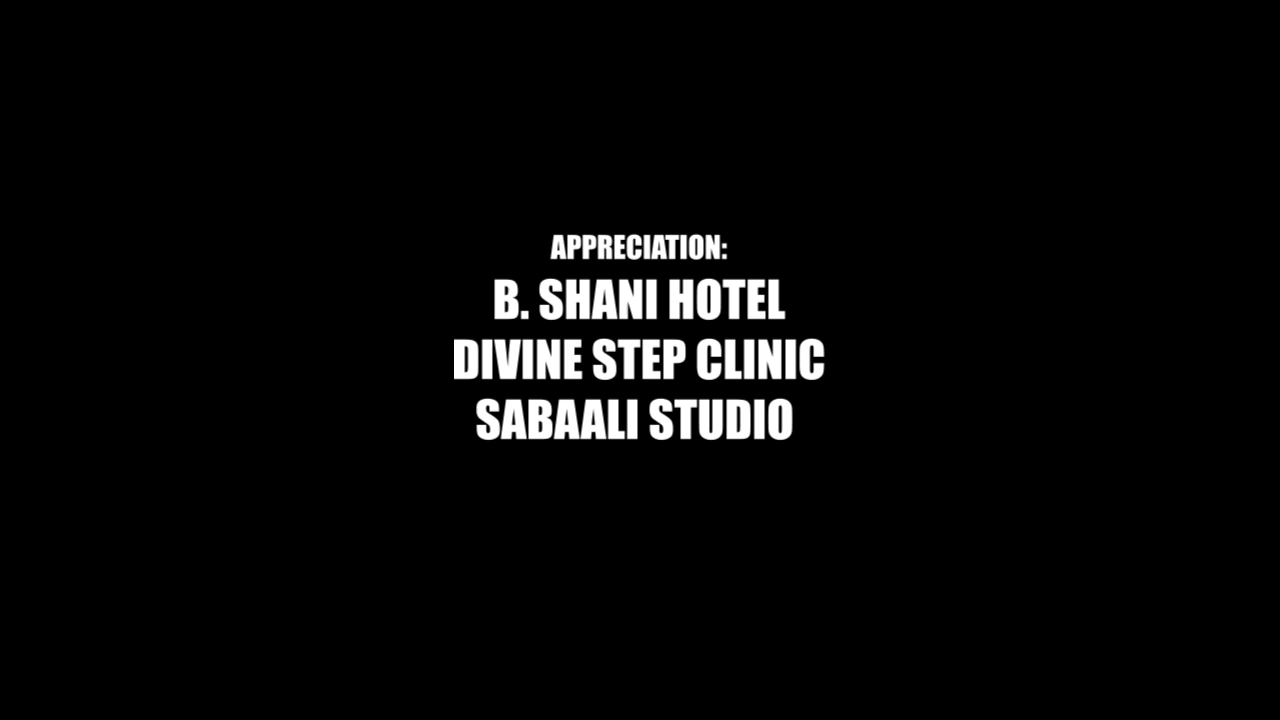 APPRECIATION:
B. SHANI HOTEL
DIVINE STEP CLINIC
SABAALI STUDIO